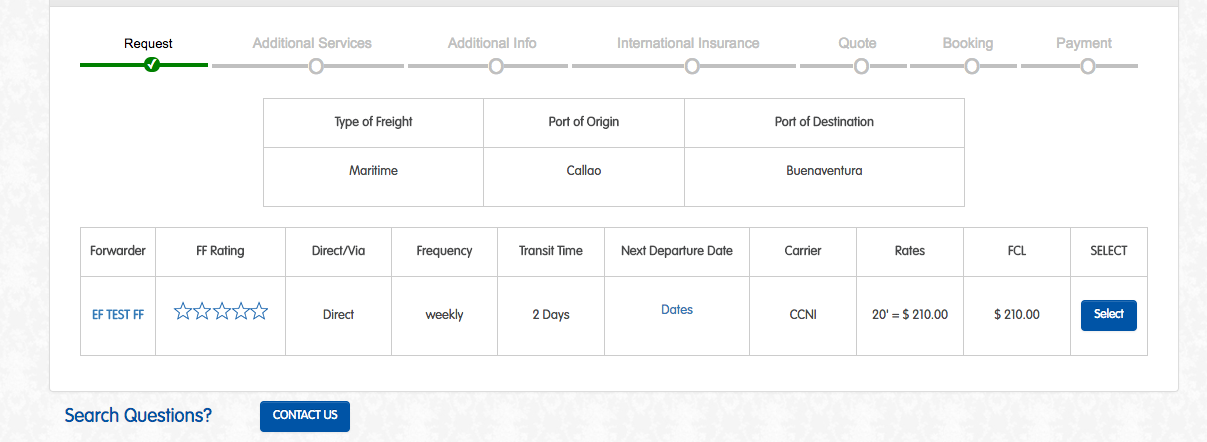 Request Additional Services Additional Info International Insurance Quote Booking Payment
Type of Freight Port of Origin Port of Destination
Maritime Callao Buenaventura
Forwarder FF Rating Direct/Via Frequency Transit Time Next Departure Date Carrier Rates FCL SELECT
EF TEST FF Direct weekly 2 Days Dates CCNI 20' = $ 210.00 $ 210.00 Select
Search Questions? CONTACT US